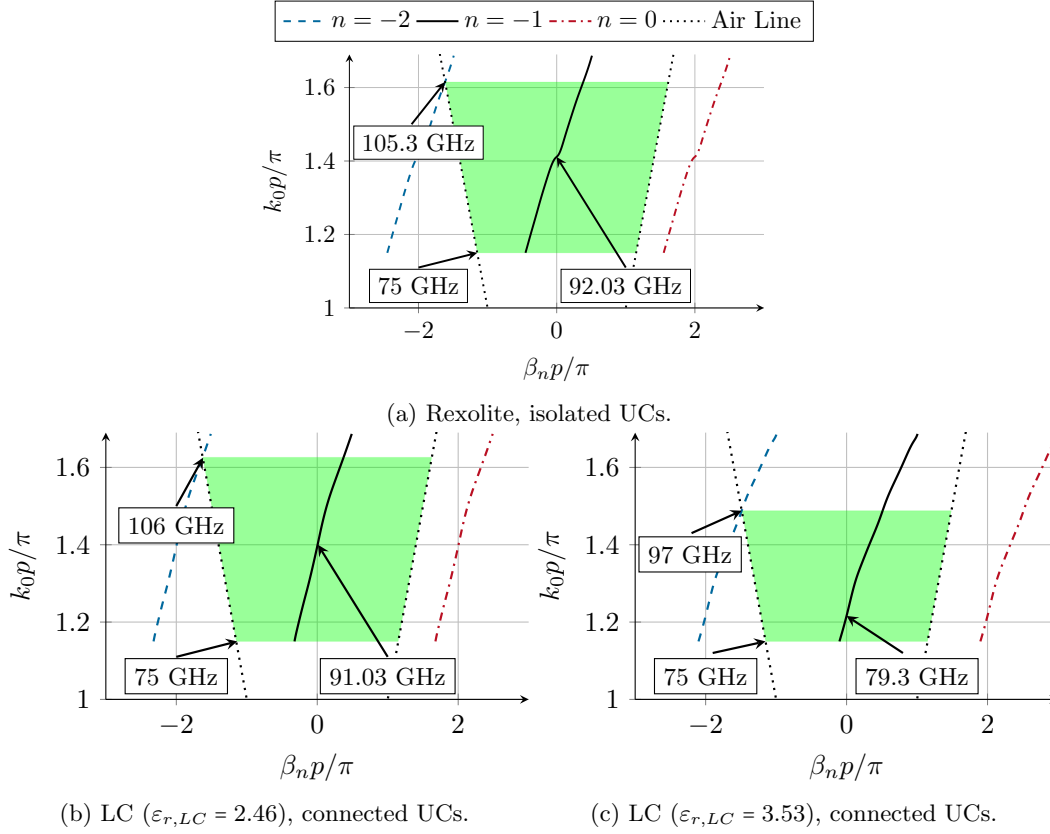 n = −2 n = −1 n = 0 Air Line
1.6
1.4
1.2
1
k₀p/π
105.3 GHz
75 GHz
92.03 GHz
−2 0 2
βₙp/π
(a) Rexolite, isolated UCs.
1.6
1.4
1.2
1
k₀p/π
106 GHz
75 GHz
91.03 GHz
−2 0 2
βₙp/π
(b) LC (εr,LC = 2.46), connected UCs.
1.6
1.4
1.2
1
k₀p/π
97 GHz
75 GHz
79.3 GHz
−2 0 2
βₙp/π
(c) LC (εr,LC = 3.53), connected UCs.